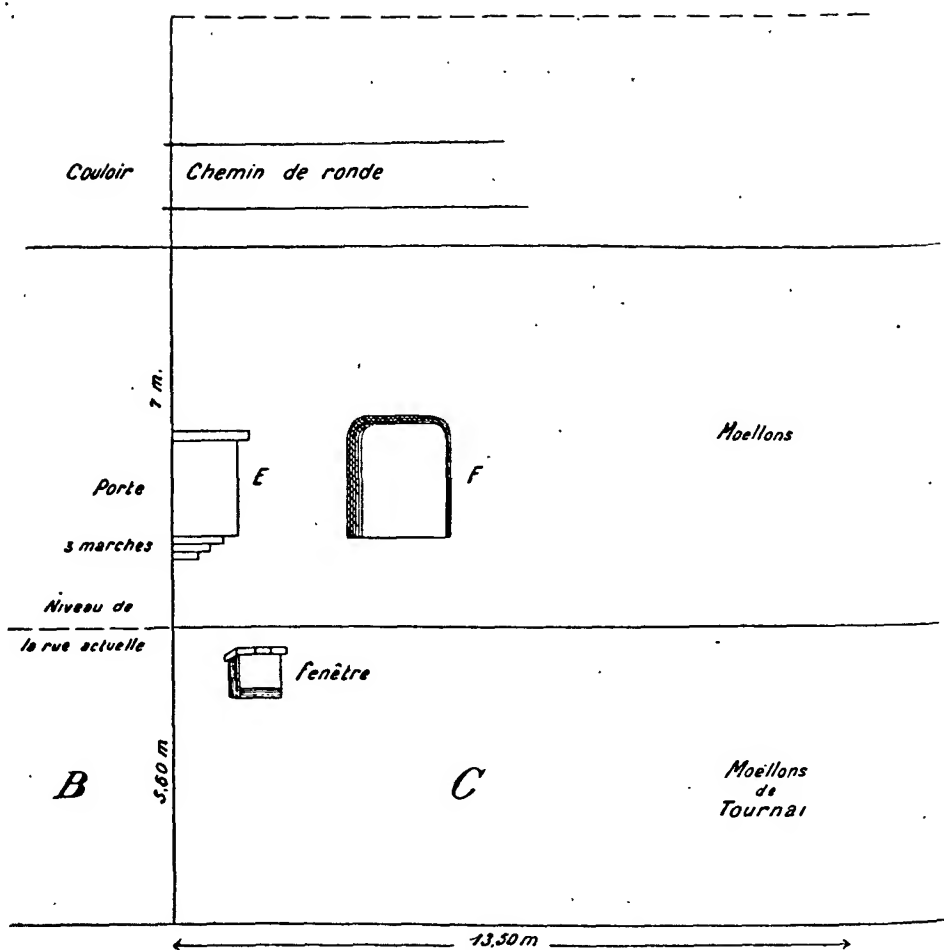 Couloir
Chemin de ronde
7 m.
Moellons
E
F
Porte
3 marches
Niveau de
la rue actuelle
Fenêtre
5,60 m
B
C
Moëllons
de
Tournai
13,50 m